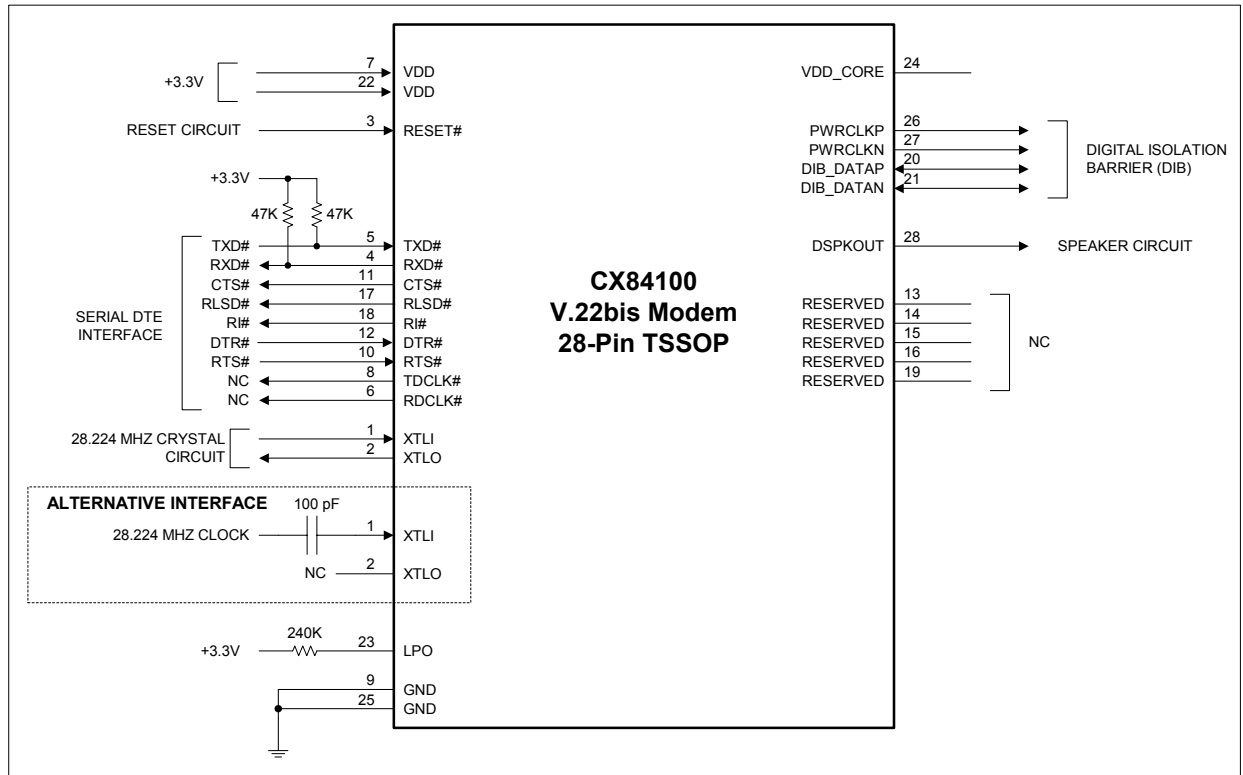 +3.3V
7 VDD
22 VDD
RESET CIRCUIT 3 RESET#
+3.3V
47K 47K
SERIAL DTE
INTERFACE
TXD# 5 TXD#
RXD# 4 RXD#
CTS# 11 CTS#
RLSD# 17 RLSD#
RI# 18 RI#
DTR# 12 DTR#
RTS# 10 RTS#
NC 8 TDCLK#
NC 6 RDCLK#
28.224 MHZ CRYSTAL
CIRCUIT
1 XTLI
2 XTLO
ALTERNATIVE INTERFACE
100 pF
28.224 MHZ CLOCK 1 XTLI
NC 2 XTLO
+3.3V 240K 23 LPO
9 GND
25 GND
CX84100
V.22bis Modem
28-Pin TSSOP
VDD_CORE 24
PWRCLKP 26
PWRCLKN 27
DIB_DATAP 20
DIB_DATAN 21
DIGITAL ISOLATION
BARRIER (DIB)
DSPKOUT 28 SPEAKER CIRCUIT
RESERVED 13
RESERVED 14
RESERVED 15
RESERVED 16
RESERVED 19
NC